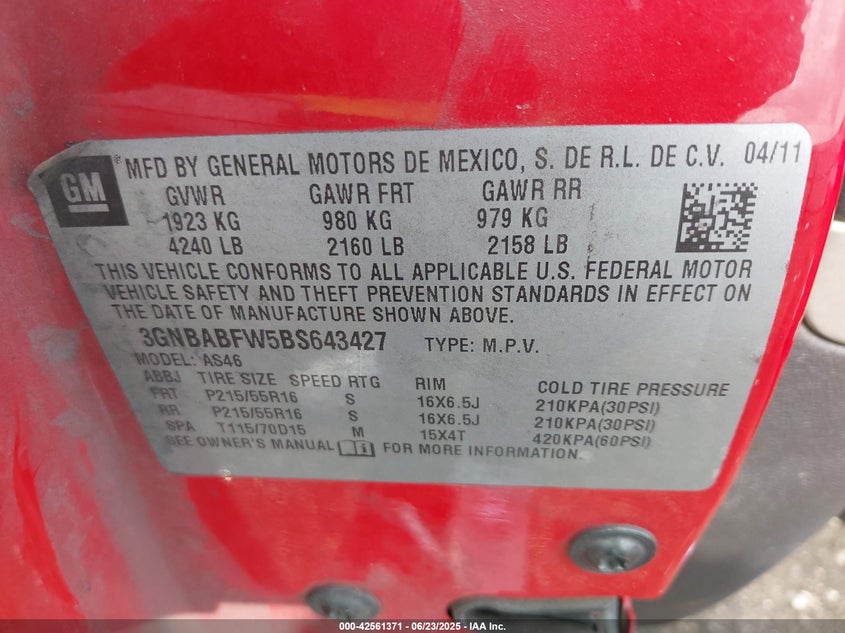 GM
® MFD BY GENERAL MOTORS DE MEXICO, S. DE R.L. DE C.V. 04/11
GVWR GAWR FRT GAWR RR
1923 KG 980 KG 979 KG
4240 LB 2160 LB 2158 LB
THIS VEHICLE CONFORMS TO ALL APPLICABLE U.S. FEDERAL MOTOR
VEHICLE SAFETY AND THEFT PREVENTION STANDARDS IN EFFECT ON
THE DATE OF MANUFACTURE SHOWN ABOVE.
3GNBABFW5BS643427 TYPE: M.P.V.
MODEL: AS46
ABBJ TIRE SIZE SPEED RTG RIM COLD TIRE PRESSURE
FRT P215/55R16 S 16X6.5J 210KPA(30PSI)
RR P215/55R16 S 16X6.5J 210KPA(30PSI)
SPA T115/70D15 M 15X4T 420KPA(60PSI)
SEE OWNER'S MANUAL FOR MORE INFORMATION.
000-42561371 - 06/23/2025 - IAA Inc.